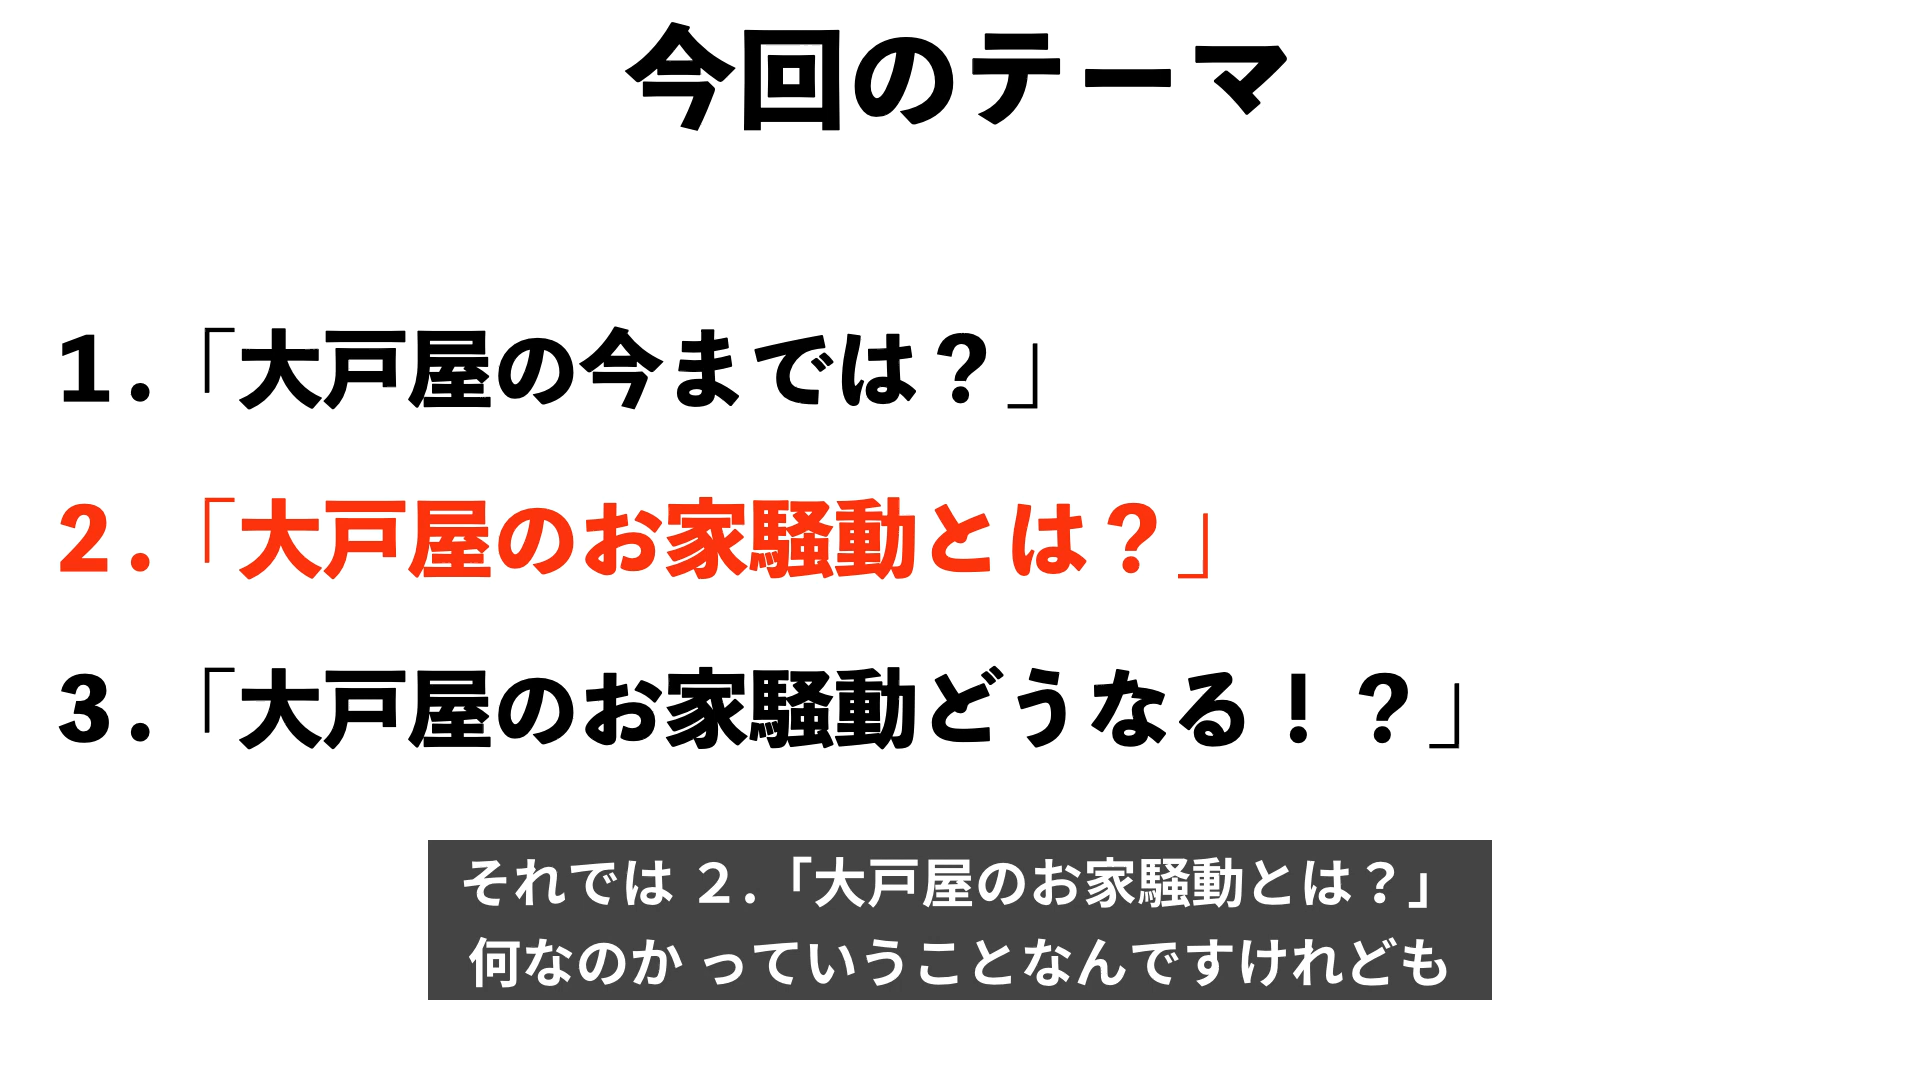 今回のテーマ
１.「大戸屋の今までは？」
２.「大戸屋のお家騒動とは？」
３.「大戸屋のお家騒動どうなる！？」
それでは ２.「大戸屋のお家騒動とは？」
何なのか っていうことなんですけれども